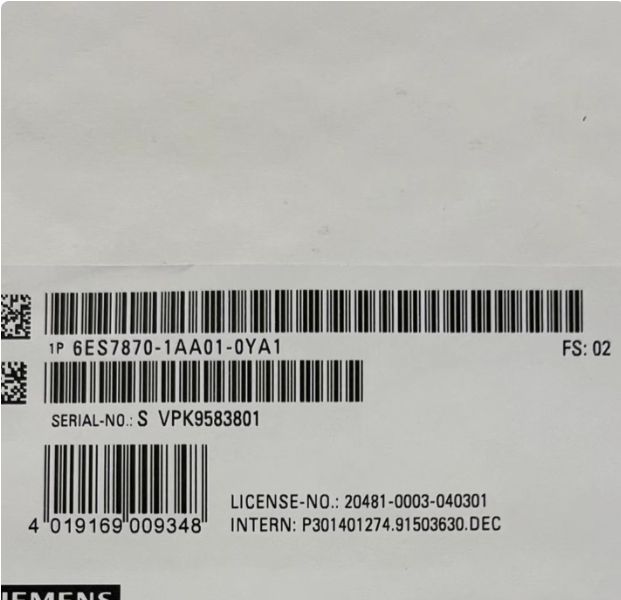 1P 6ES7870-1AA01-0YA1
FS: 02
SERIAL-NO.: S VPK9583801
LICENSE-NO.: 20481-0003-040301
4 019169 009348
INTERN: P301401274.91503630.DEC
IEMENS